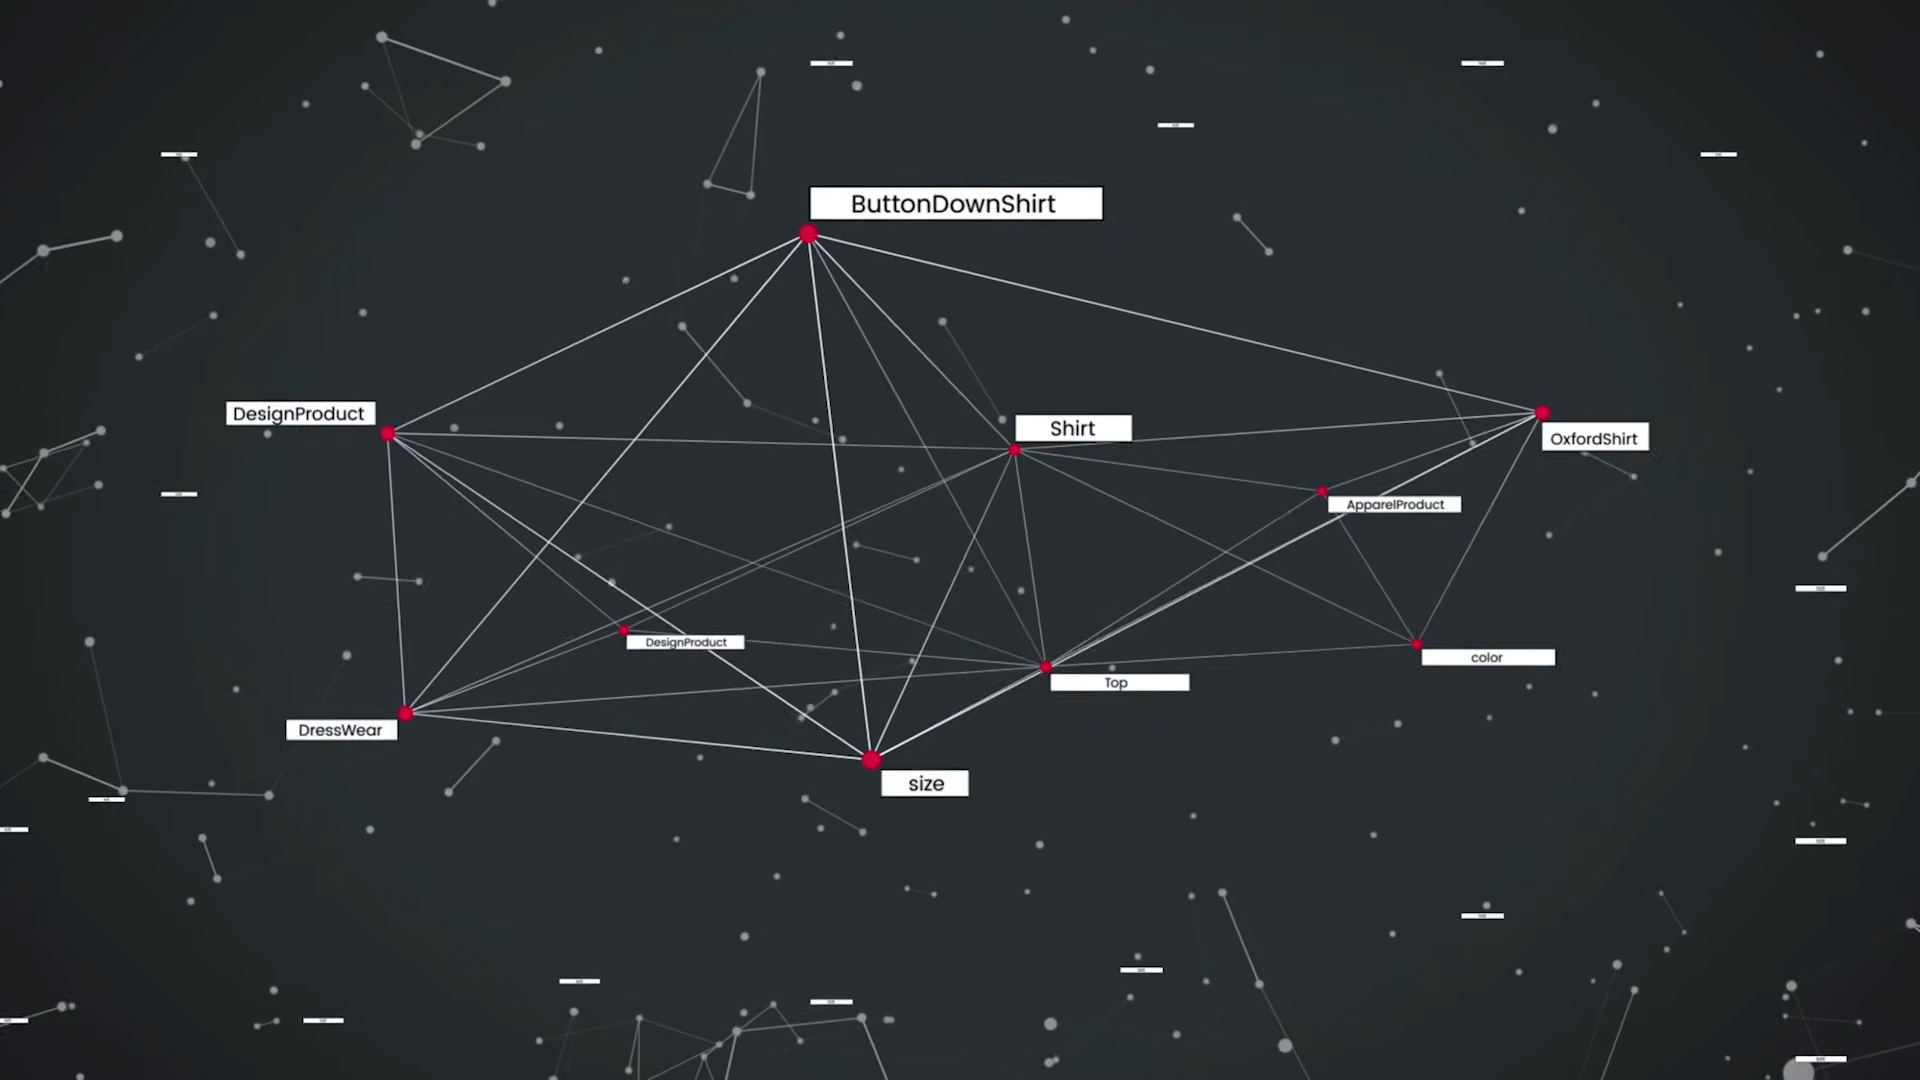 ButtonDownShirt
DesignProduct
Shirt
OxfordShirt
ApparelProduct
DesignProduct
color
Top
DressWear
size